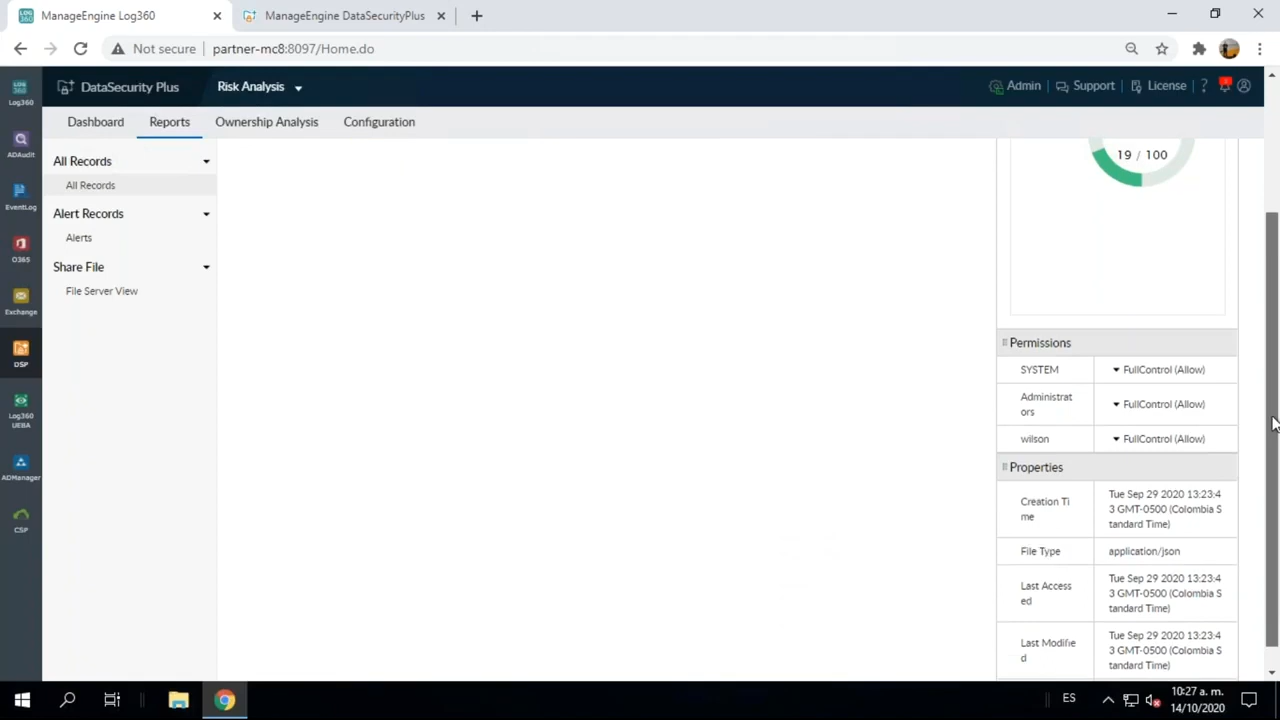 ManageEngine Log360
ManageEngine DataSecurityPlus
Not secure
partner-mc8:8097/Home.do
LOG
360
Log360
ADAudit
EventLog
O365
Exchange
DSP
Log360
UEBA
ADManager
CSP
DataSecurity Plus
Risk Analysis
Admin
Support
License
?
Dashboard
Reports
Ownership Analysis
Configuration
All Records
All Records
Alert Records
Alerts
Share File
File Server View
19 / 100
Permissions
SYSTEM
FullControl (Allow)
Administrat
ors
FullControl (Allow)
wilson
FullControl (Allow)
Properties
Creation Ti
me
Tue Sep 29 2020 13:23:4
3 GMT-0500 (Colombia S
tandard Time)
File Type
application/json
Last Access
ed
Tue Sep 29 2020 13:23:4
3 GMT-0500 (Colombia S
tandard Time)
Last Modifie
d
Tue Sep 29 2020 13:23:4
3 GMT-0500 (Colombia S
tandard Time)
ES
10:27 a. m.
14/10/2020